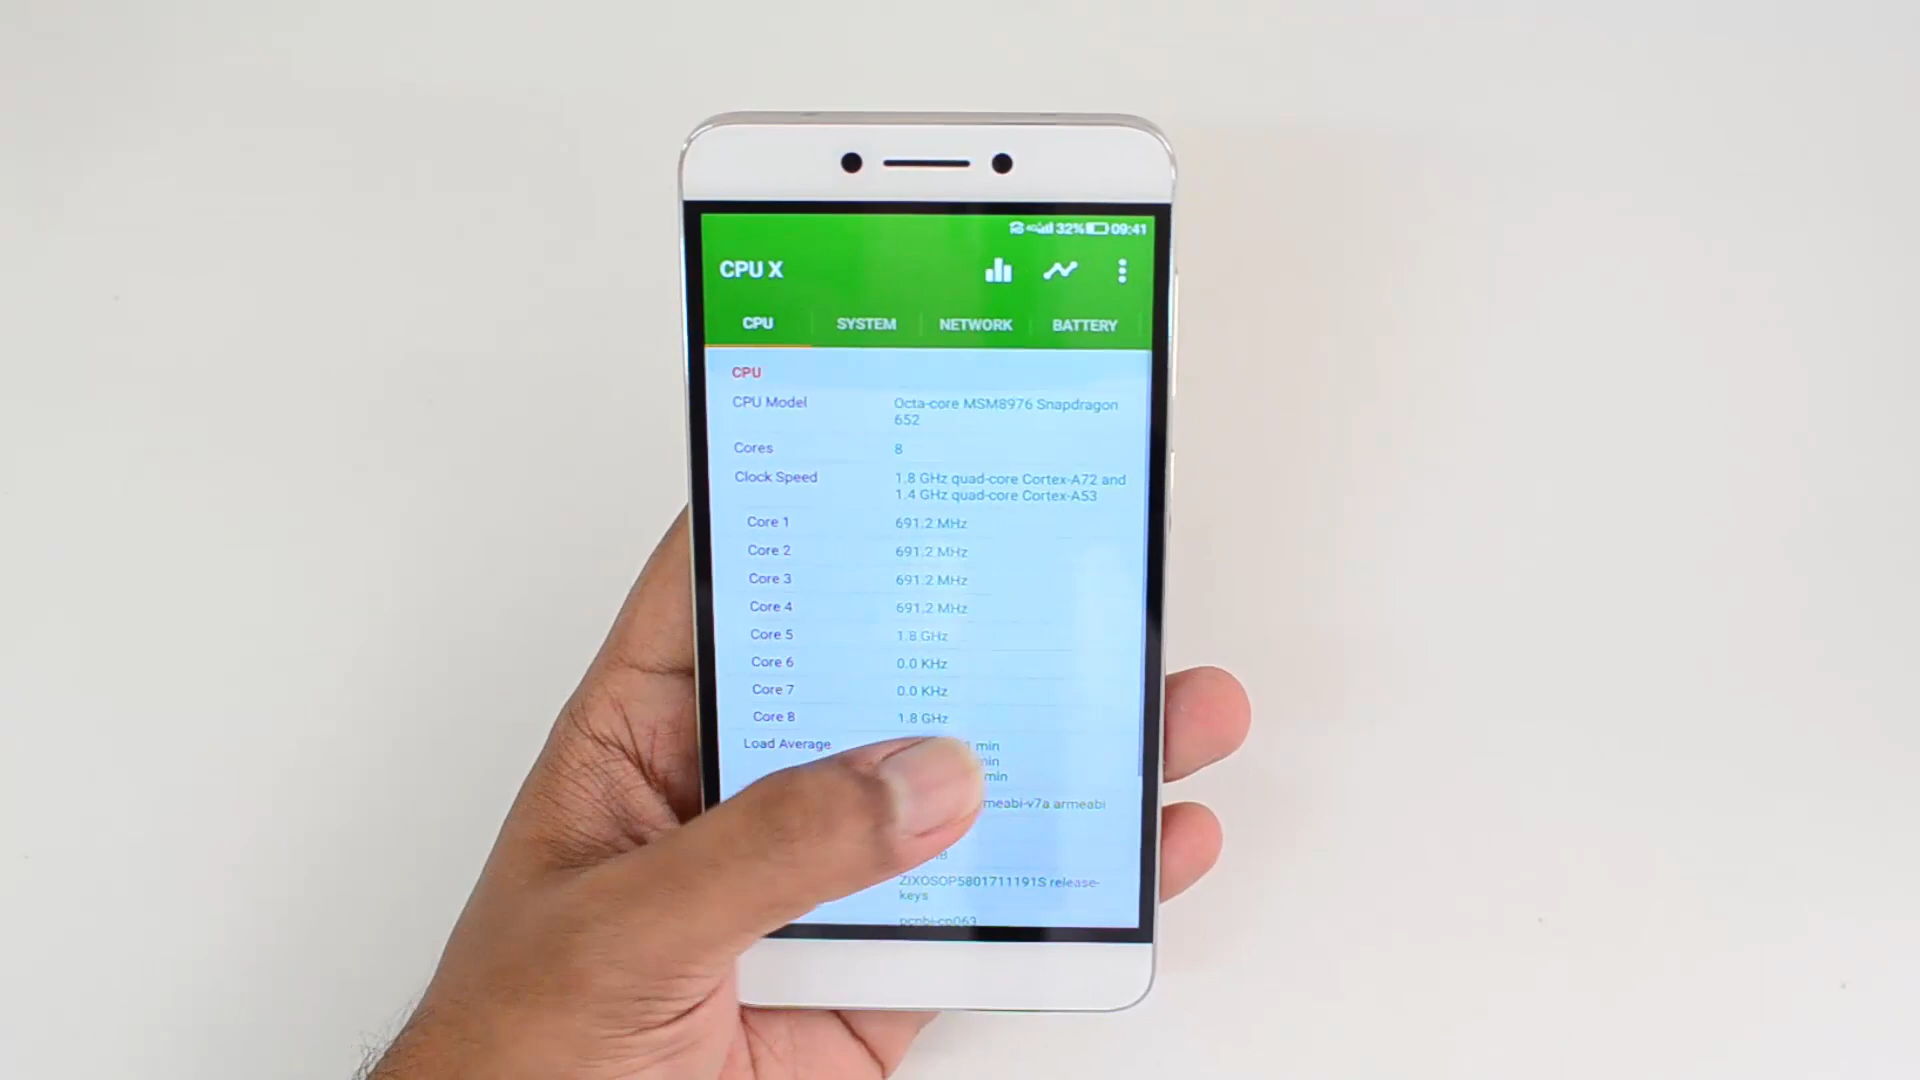 32% 09:41
CPU X
CPU SYSTEM NETWORK BATTERY
CPU
CPU Model Octa-core MSM8976 Snapdragon
652
Cores 8
Clock Speed 1.8 GHz quad-core Cortex-A72 and
1.4 GHz quad-core Cortex-A53
Core 1 691.2 MHz
Core 2 691.2 MHz
Core 3 691.2 MHz
Core 4 691.2 MHz
Core 5 1.8 GHz
Core 6 0.0 KHz
Core 7 0.0 KHz
Core 8 1.8 GHz
Load Average 1 min
min
min
armeabi
release-
keys